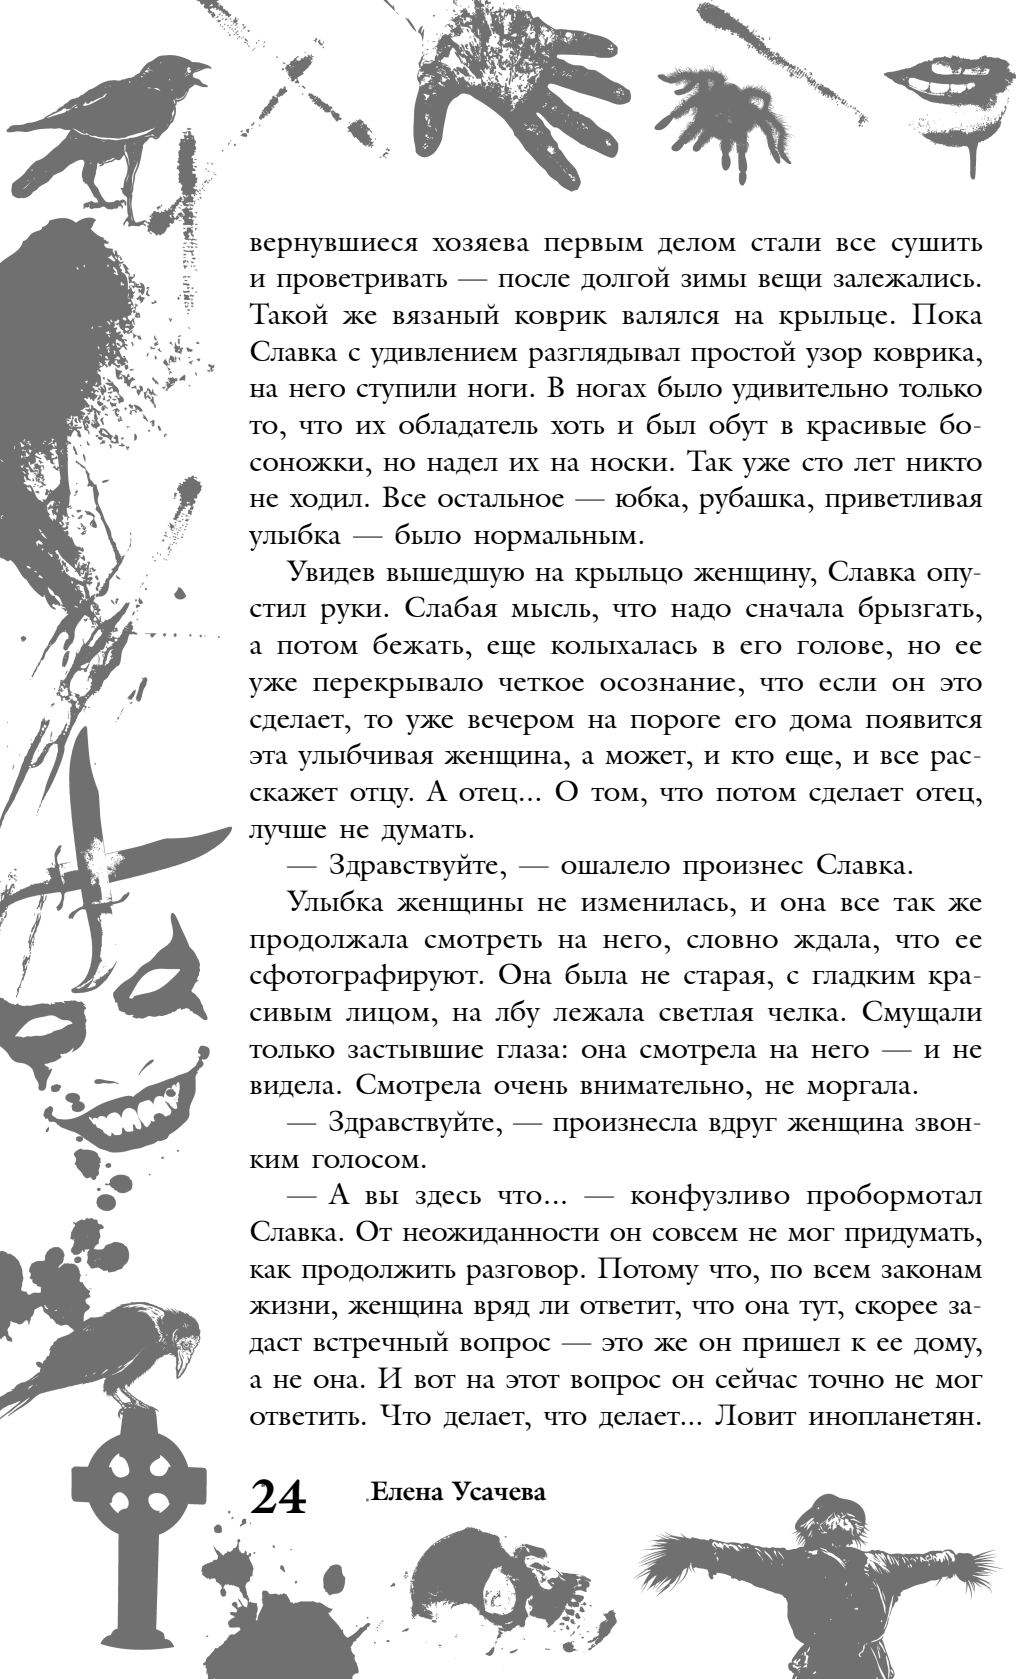 вернувшиеся хозяева первым делом стали все сушить
и проветривать — после долгой зимы вещи залежались.
Такой же вязаный коврик валялся на крыльце. Пока
Славка с удивлением разглядывал простой узор коврика,
на него ступили ноги. В ногах было удивительно только
то, что их обладатель хоть и был обут в красивые бо-
соножки, но надел их на носки. Так уже сто лет никто
не ходил. Все остальное — юбка, рубашка, приветливая
улыбка — было нормальным.
Увидев вышедшую на крыльцо женщину, Славка опу-
стил руки. Слабая мысль, что надо сначала брызгать,
а потом бежать, еще колыхалась в его голове, но ее
уже перекрывало четкое осознание, что если он это
сделает, то уже вечером на пороге его дома появится
эта улыбчивая женщина, а может, и кто еще, и все рас-
скажет отцу. А отец... О том, что потом сделает отец,
лучше не думать.
— Здравствуйте, — ошалело произнес Славка.
Улыбка женщины не изменилась, и она все так же
продолжала смотреть на него, словно ждала, что ее
сфотографируют. Она была не старая, с гладким кра-
сивым лицом, на лбу лежала светлая челка. Смущали
только застывшие глаза: она смотрела на него — и не
видела. Смотрела очень внимательно, не моргала.
— Здравствуйте, — произнесла вдруг женщина звон-
ким голосом.
— А вы здесь что... — конфузливо пробормотал
Славка. От неожиданности он совсем не мог придумать,
как продолжить разговор. Потому что, по всем законам
жизни, женщина вряд ли ответит, что она тут, скорее за-
даст встречный вопрос — это же он пришел к ее дому,
а не она. И вот на этот вопрос он сейчас точно не мог
ответить. Что делает, что делает... Ловит инопланетян.
24 Елена Усачева